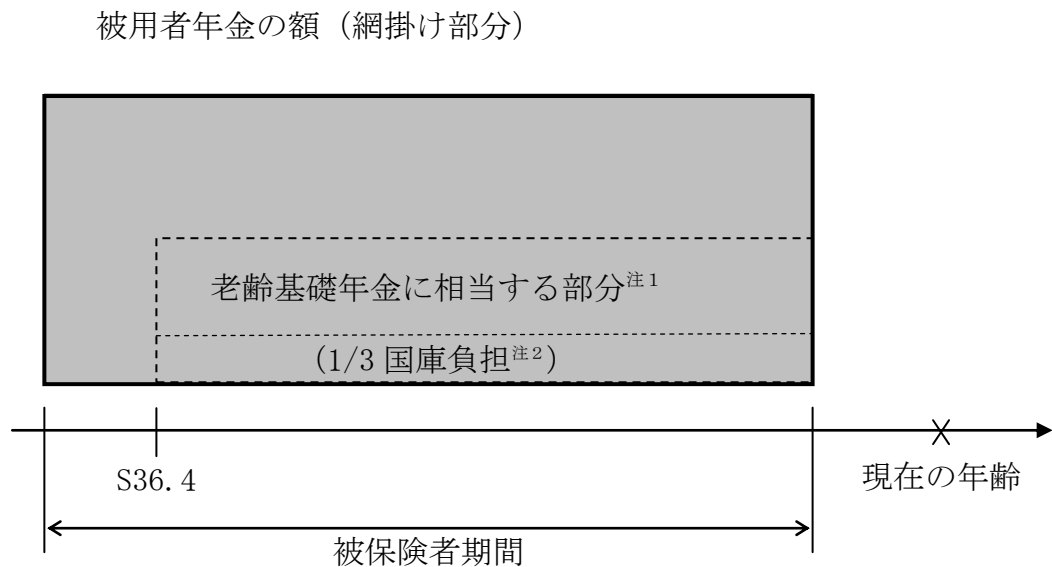 被用者年金の額（網掛け部分）
老齢基礎年金に相当する部分注１
（1/3 国庫負担注２）
S36.4
現在の年齢
被保険者期間